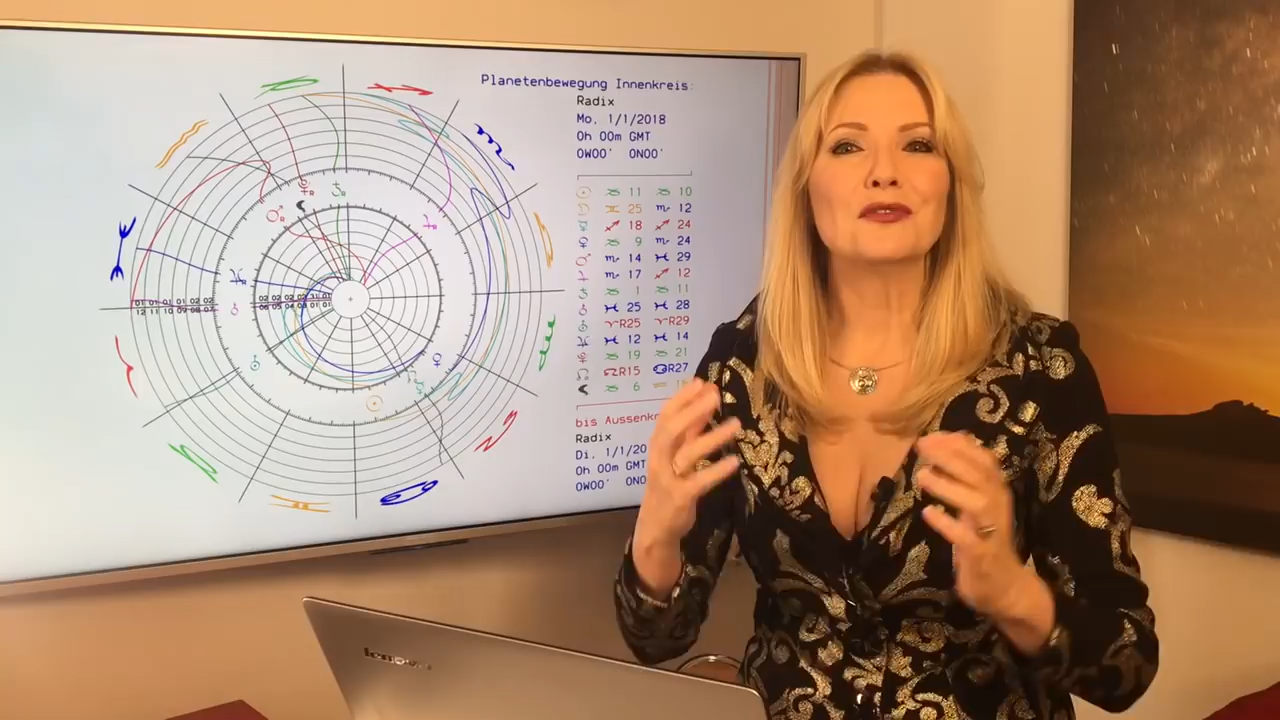 Planetenbewegung Innenkreis:
Radix
Mo. 1/1/2018
0h 00m GMT
0W00' 0N00'
11 10
25 12
18 24
9 24
14 29
17 12
1 11
25 28
R25 R29
12 14
19 21
R15 R27
6
bis Aussenkr
Radix
Di. 1/1/20
0h 00m GMT
0W00' 0N0
lenovo